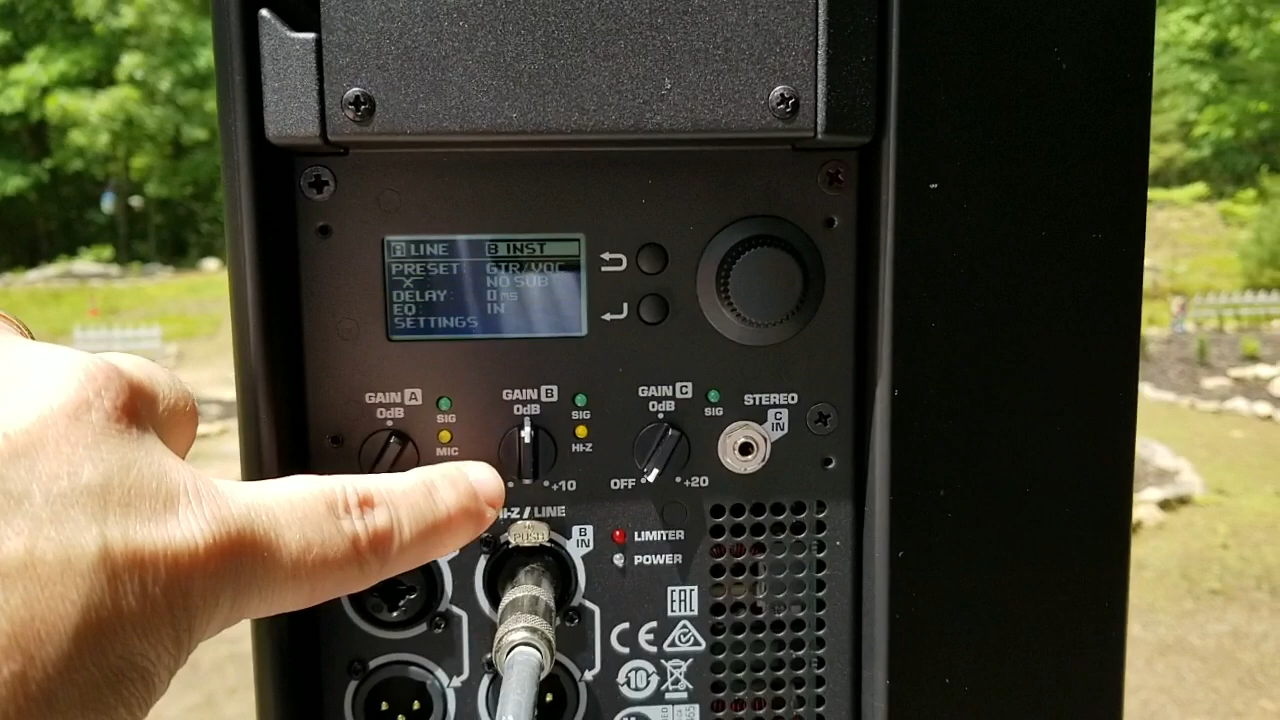 A LINE B INST
PRESET: GTR/VOC
NO SUB
DELAY: 0 ms
EQ: IN
SETTINGS
GAIN A
0dB
SIG
MIC
GAIN B
0dB
SIG
HI-Z
+10
GAIN C
0dB
SIG
OFF
+20
STEREO
C IN
HI-Z / LINE
PUSH
B IN
LIMITER
POWER
EAC
CE
10